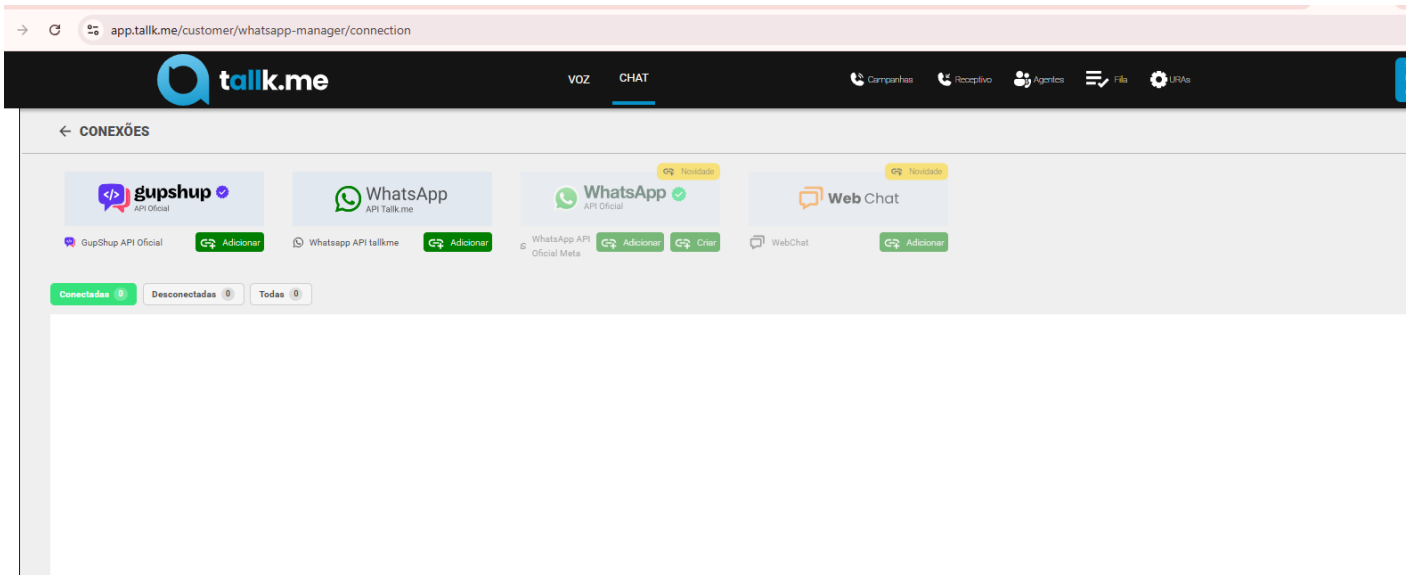 app.tallk.me/customer/whatsapp-manager/connection
tallk.me VOZ CHAT Campanhas Receptivo Agentes Fila URAs
← CONEXÕES
Novidade Novidade
</> gupshup WhatsApp WhatsApp Web Chat
API Oficial API Tallk.me API Oficial
GupShup API Oficial Adicionar Whatsapp API tallkme Adicionar WhatsApp API Oficial Meta Adicionar Criar WebChat Adicionar
Conectadas 0 Desconectadas 0 Todas 0